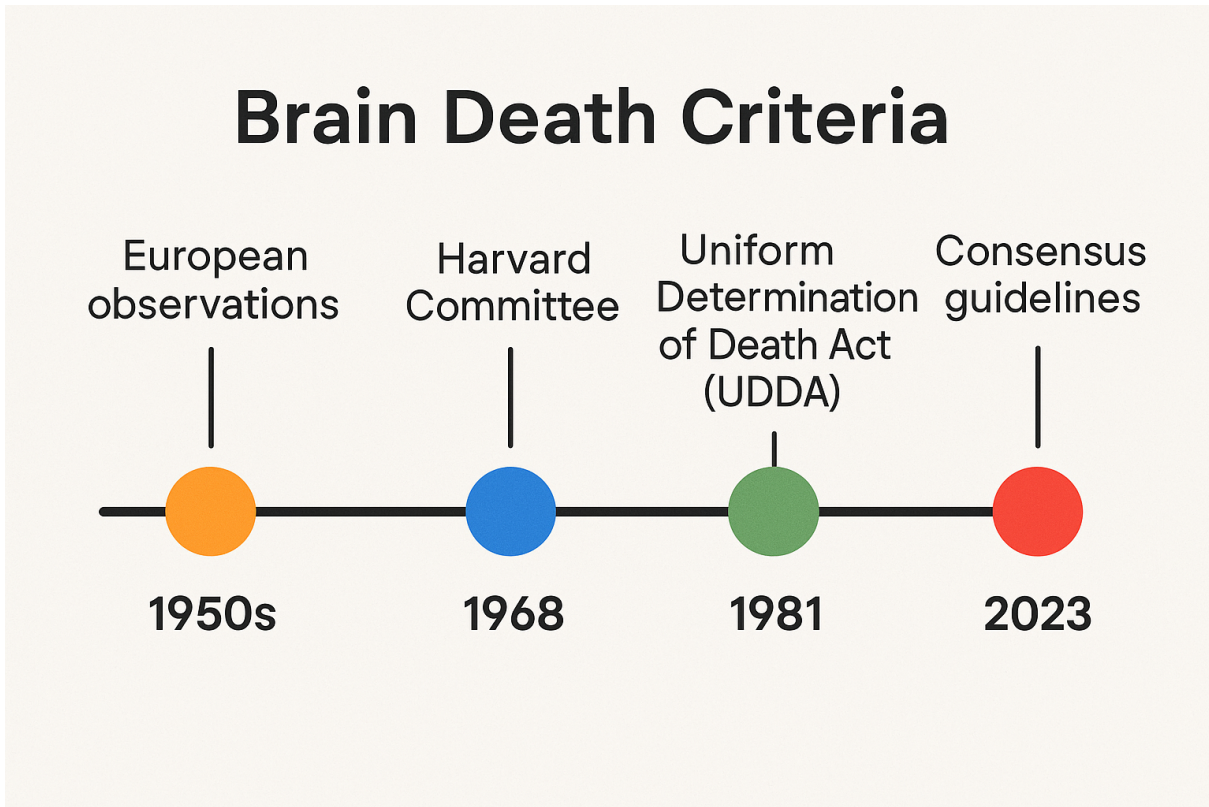 Brain Death Criteria
European
observations
Harvard
Committee
Uniform
Determination
of Death Act
(UDDA)
Consensus
guidelines
1950s
1968
1981
2023